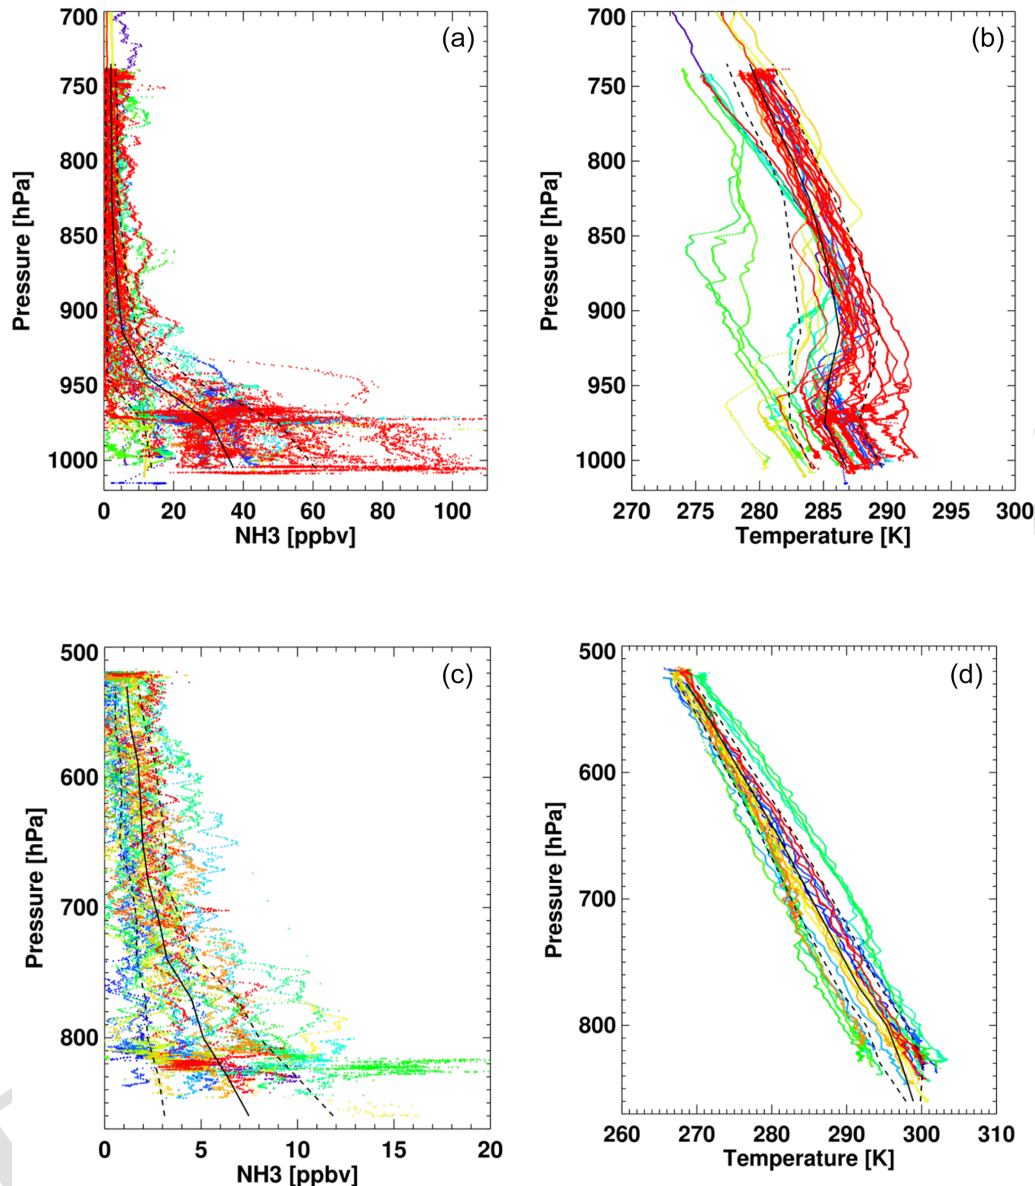 700
750
800
850
900
950
1000
Pressure [hPa]
0 20 40 60 80 100
NH3 [ppbv]
(a)
700
750
800
850
900
950
1000
Pressure [hPa]
270 275 280 285 290 295 300
Temperature [K]
(b)
500
600
700
800
Pressure [hPa]
0 5 10 15 20
NH3 [ppbv]
(c)
500
600
700
800
Pressure [hPa]
260 270 280 290 300 310
Temperature [K]
(d)